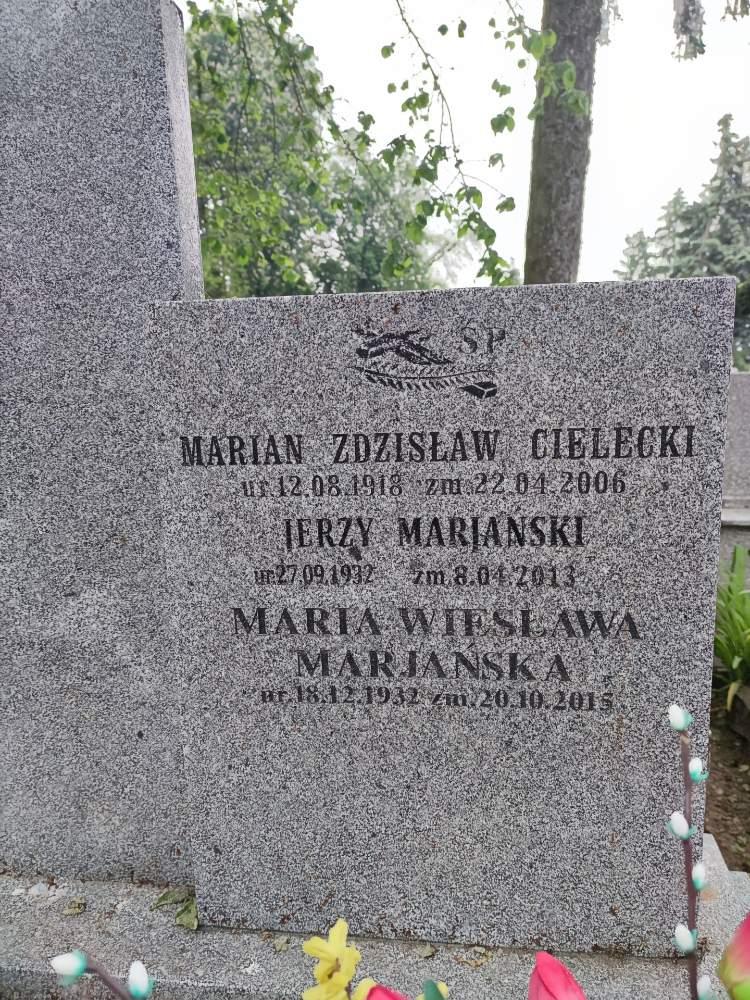 ŚP
MARIAN ZDZISŁAW CIELECKI
ur.12.08.1918 zm.22.04.2006
JERZY MARJAŃSKI
ur.27.09.1932 zm.8.04.2013
MARIA WIESŁAWA
MARJAŃSKA
ur.18.12.1932 zm.20.10.2015